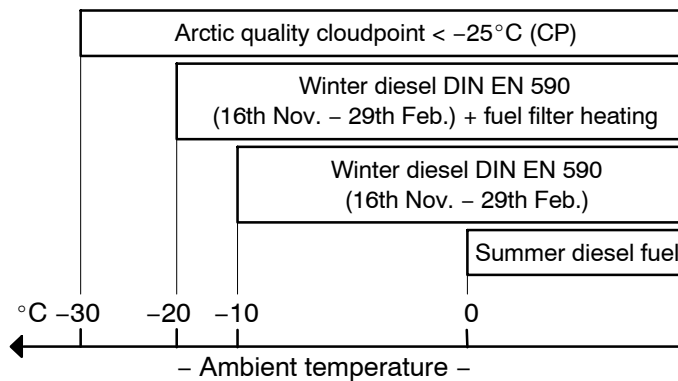 Arctic quality cloudpoint < −25°C (CP)
Winter diesel DIN EN 590
(16th Nov. − 29th Feb.) + fuel filter heating
Winter diesel DIN EN 590
(16th Nov. − 29th Feb.)
Summer diesel fuel
°C −30 −20 −10 0
− Ambient temperature −